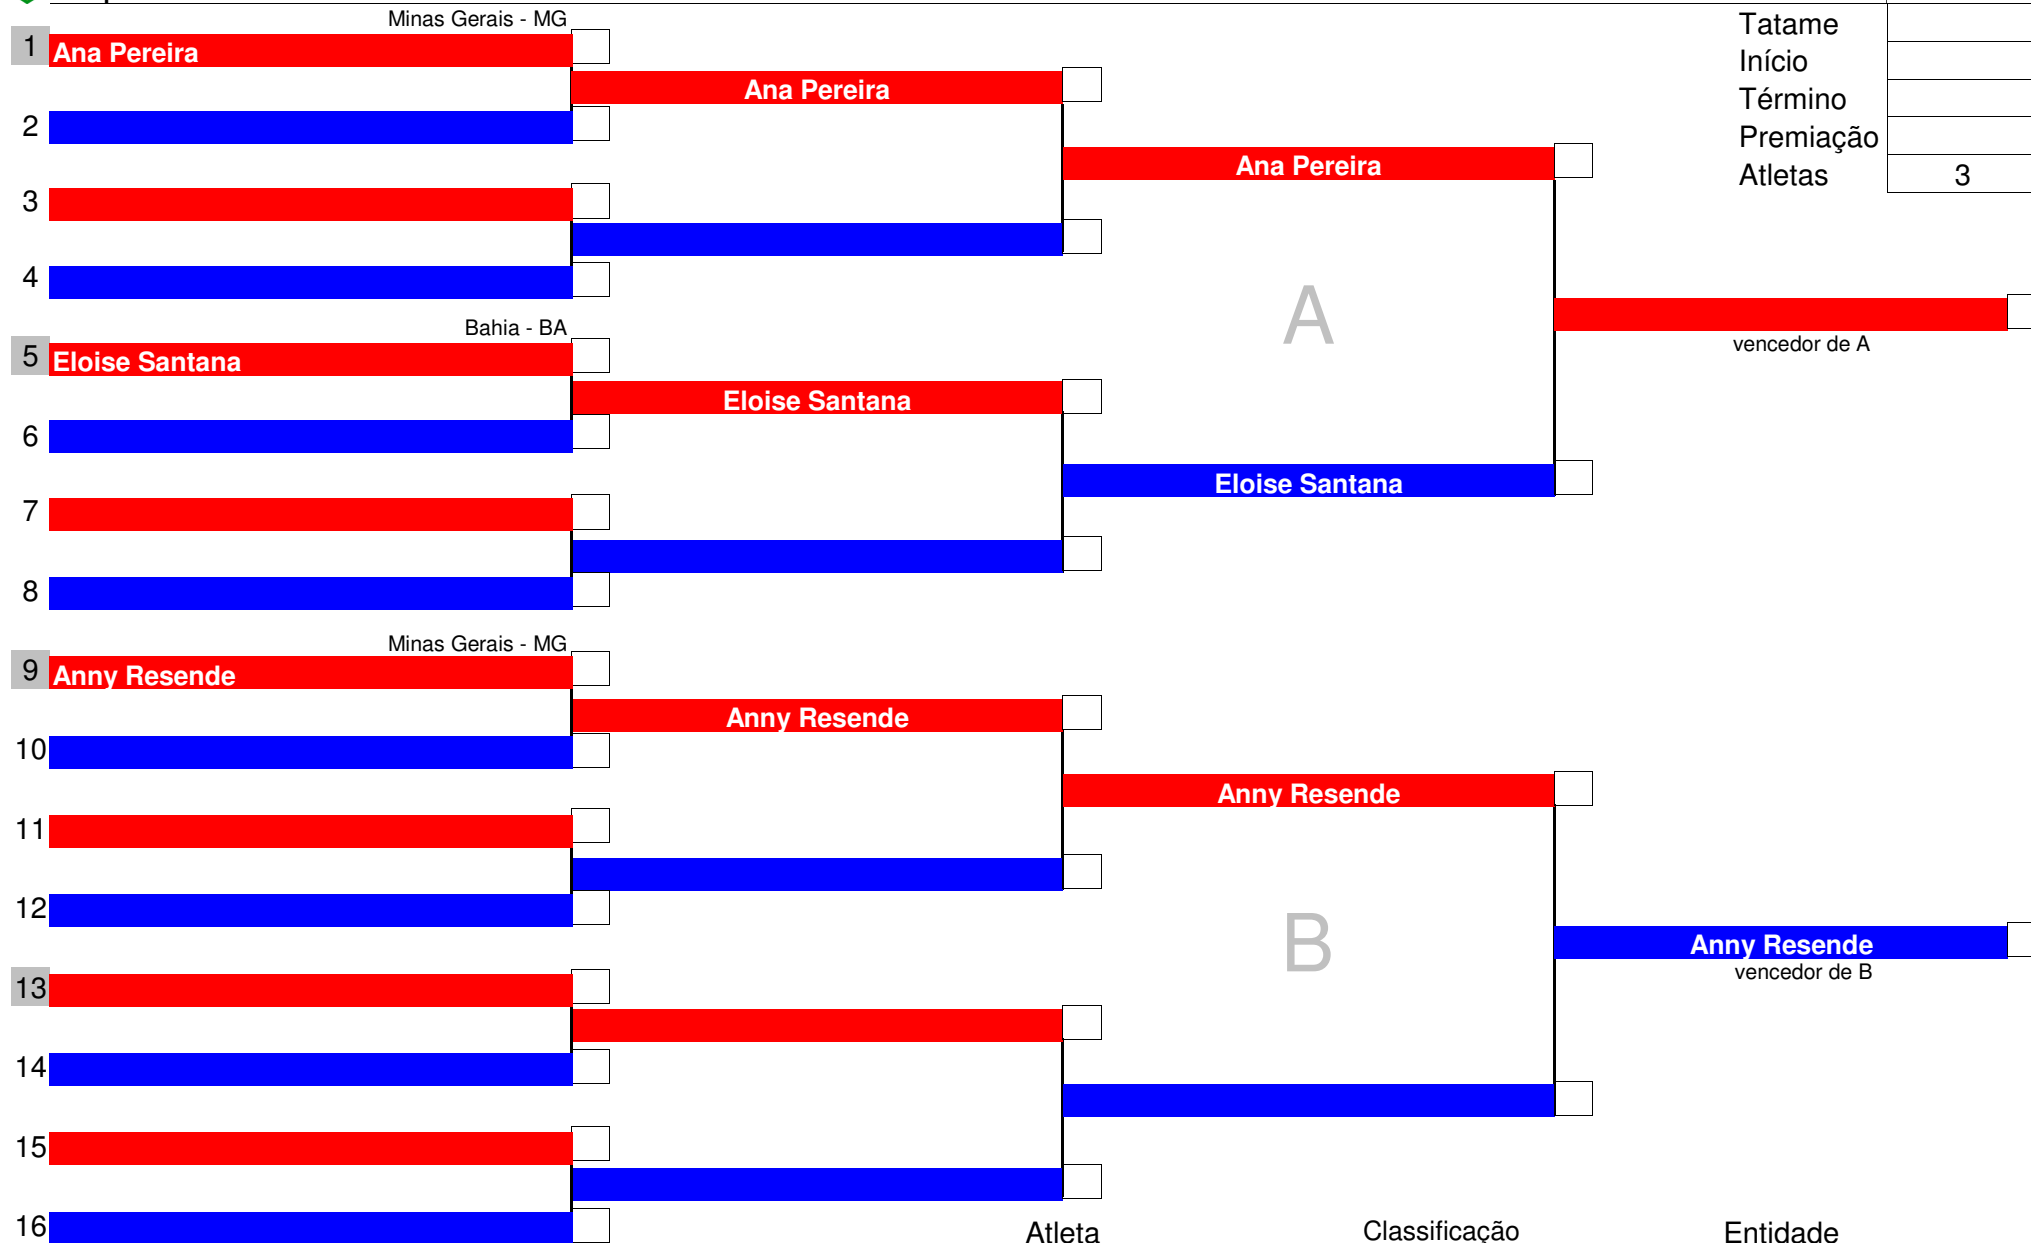 Minas Gerais - MG
Tatame
1 Ana Pereira
Início
Ana Pereira
Término
2
Premiação
Ana Pereira
Atletas 3
3
4
A
Bahia - BA
vencedor de A
5 Eloise Santana
Eloise Santana
6
Eloise Santana
7
8
Minas Gerais - MG
9 Anny Resende
Anny Resende
10
Anny Resende
11
12
B
Anny Resende
vencedor de B
13
14
15
16
Atleta Classificação Entidade